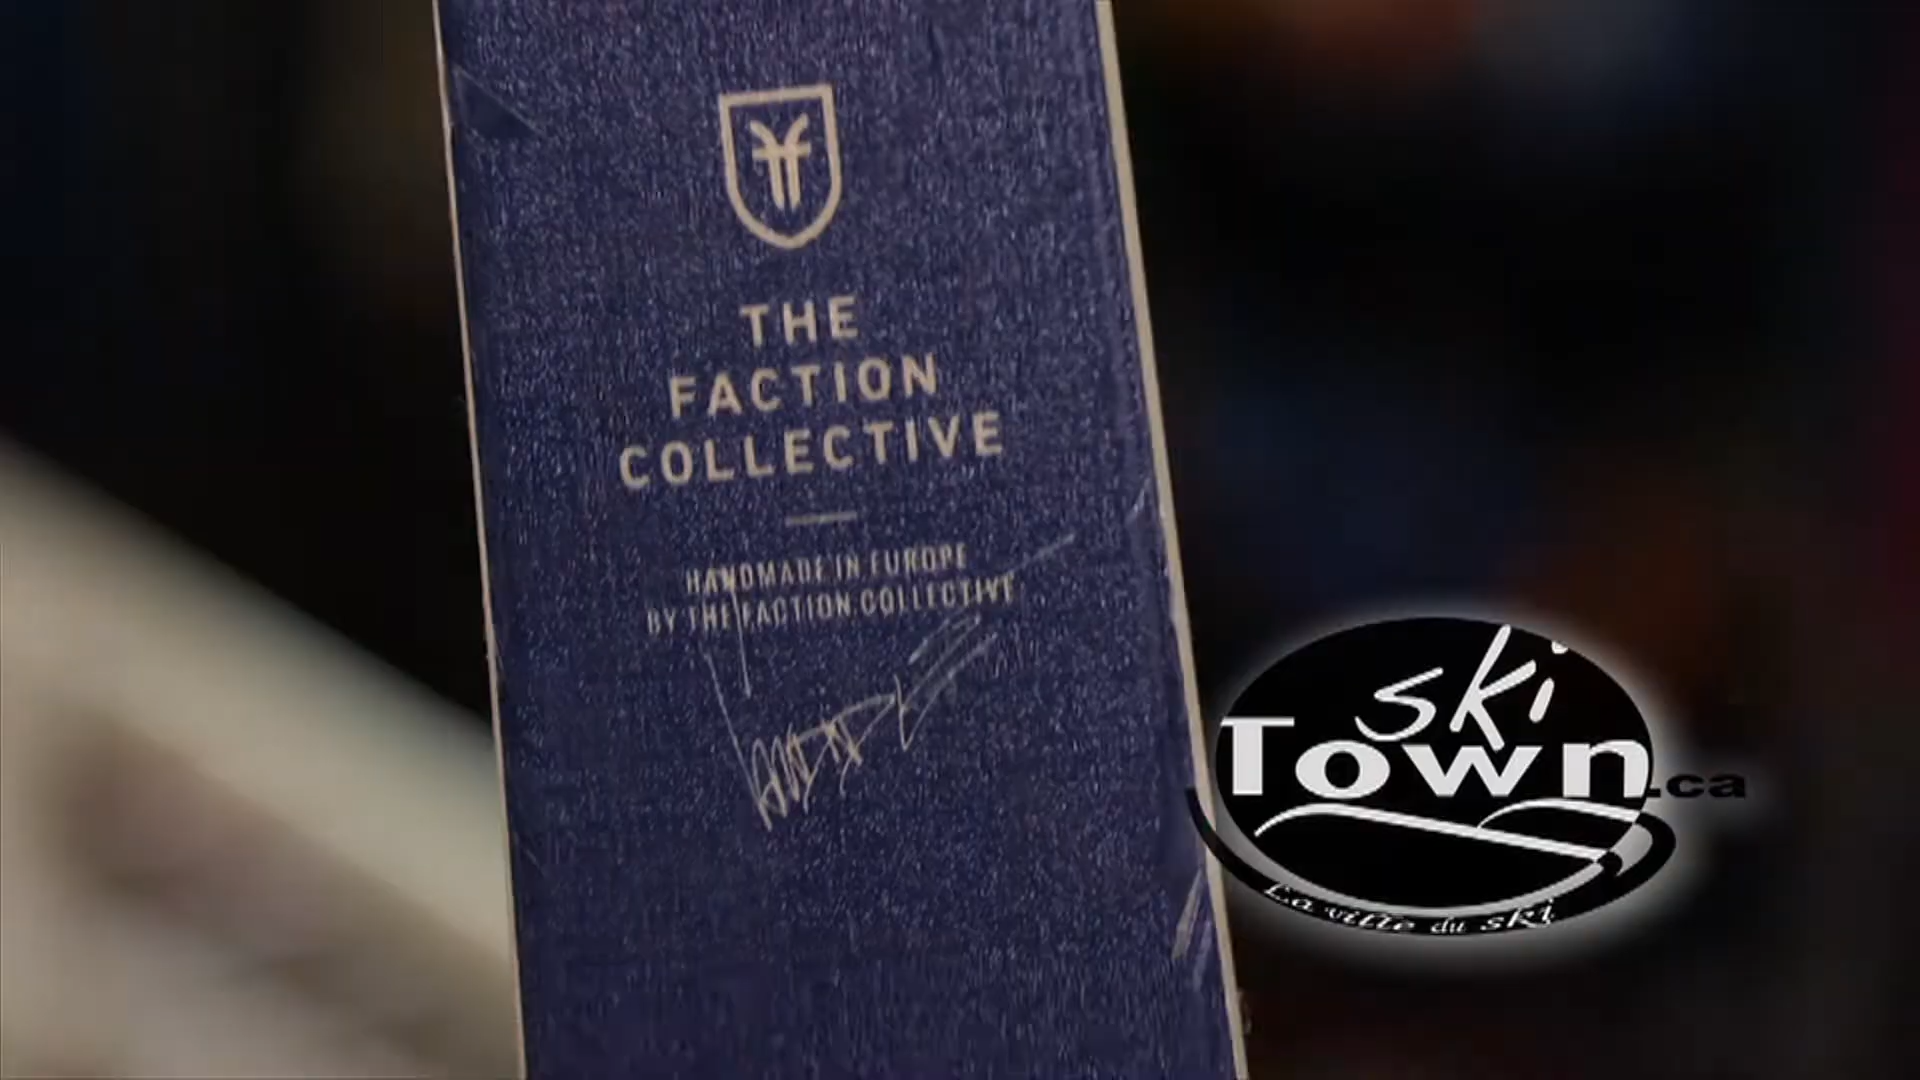 THE
FACTION
COLLECTIVE
HANDMADE IN EUROPE
BY THE FACTION COLLECTIVE
ski
Town.ca
La ville du ski